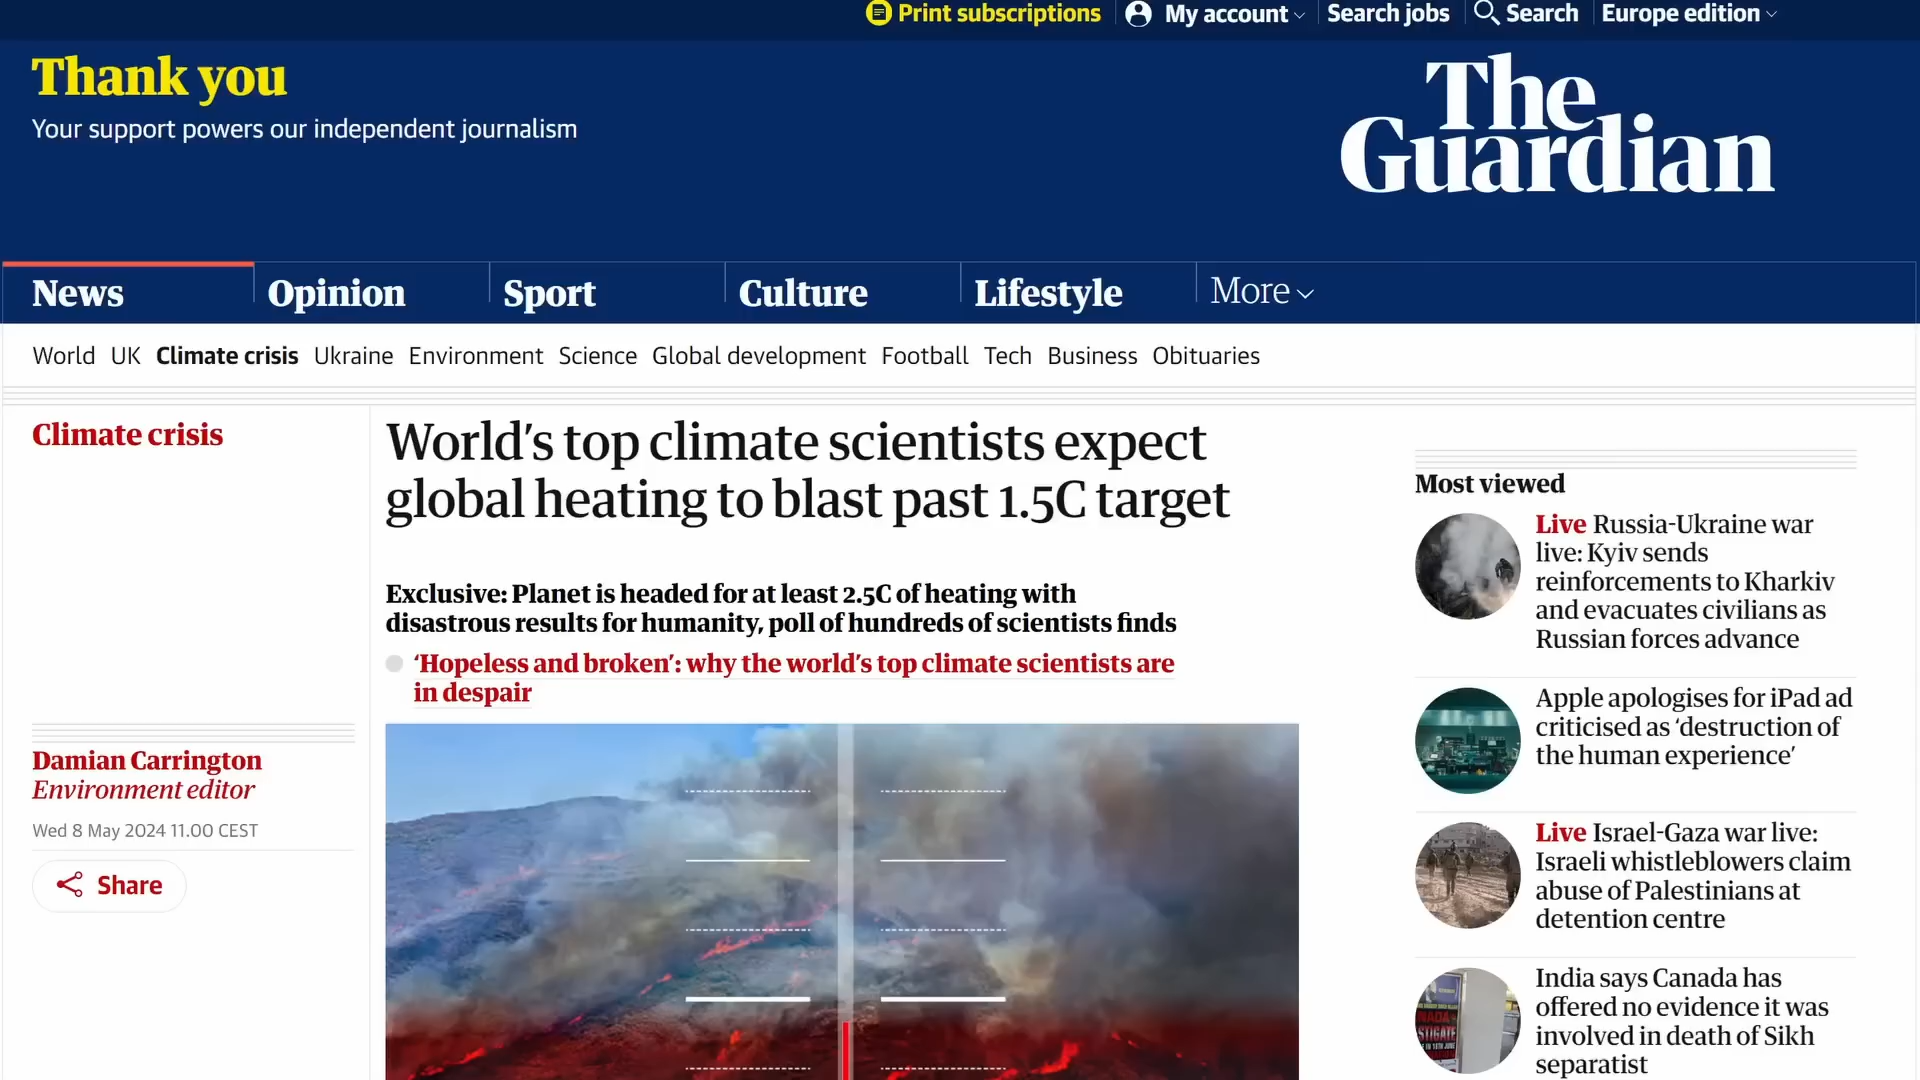 Print subscriptions
My account
Search jobs
Search
Europe edition
Thank you
Your support powers our independent journalism
The
Guardian
News
Opinion
Sport
Culture
Lifestyle
More
World UK Climate crisis Ukraine Environment Science Global development Football Tech Business Obituaries
Climate crisis
World’s top climate scientists expect
global heating to blast past 1.5C target
Exclusive: Planet is headed for at least 2.5C of heating with
disastrous results for humanity, poll of hundreds of scientists finds
‘Hopeless and broken’: why the world’s top climate scientists are
in despair
Damian Carrington
Environment editor
Wed 8 May 2024 11.00 CEST
Share
Most viewed
Live Russia-Ukraine war
live: Kyiv sends
reinforcements to Kharkiv
and evacuates civilians as
Russian forces advance
Apple apologises for iPad ad
criticised as ‘destruction of
the human experience’
Live Israel-Gaza war live:
Israeli whistleblowers claim
abuse of Palestinians at
detention centre
India says Canada has
offered no evidence it was
involved in death of Sikh
separatist